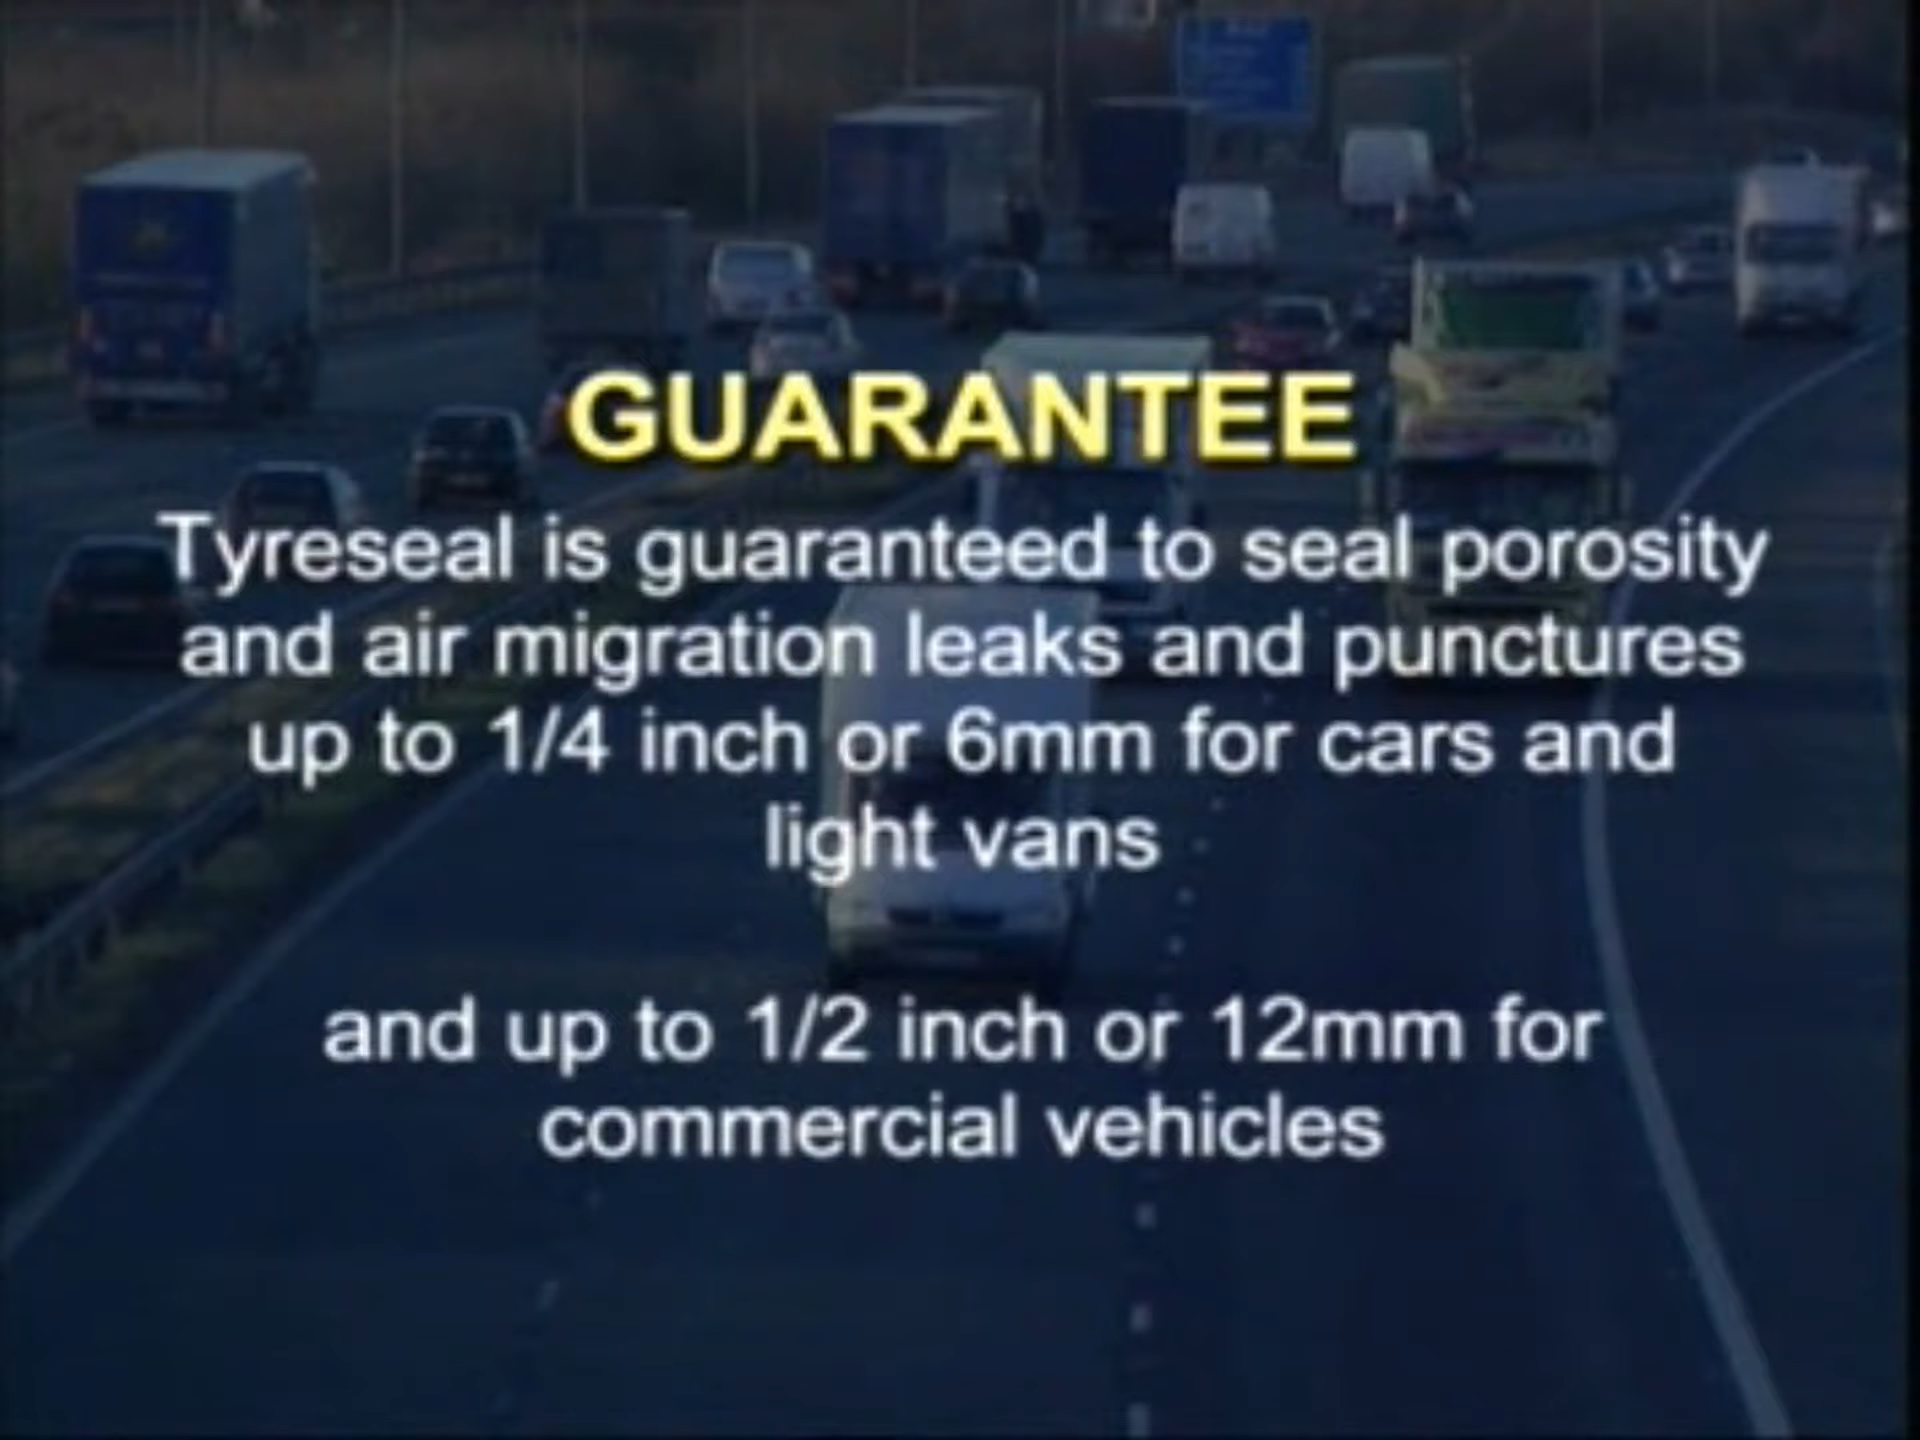 GUARANTEE
Tyreseal is guaranteed to seal porosity
and air migration leaks and punctures
up to 1/4 inch or 6mm for cars and
light vans
and up to 1/2 inch or 12mm for
commercial vehicles